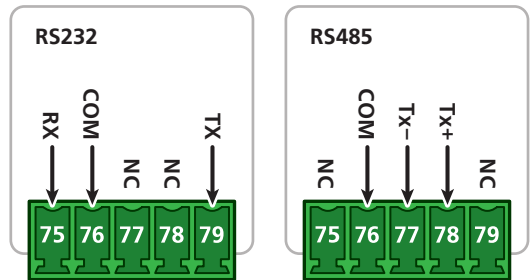 RS232
RX
COM
NC
NC
TX
75 76 77 78 79
RS485
NC
COM
Tx−
Tx+
NC
75 76 77 78 79